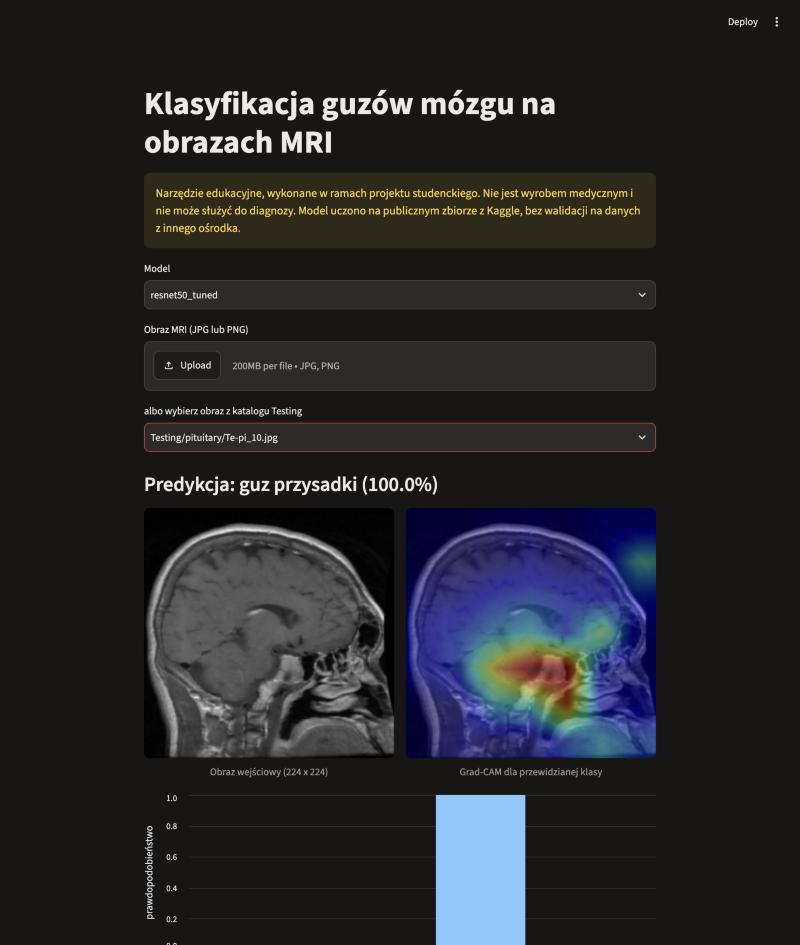 Deploy
Klasyfikacja guzów mózgu na
obrazach MRI
Narzędzie edukacyjne, wykonane w ramach projektu studenckiego. Nie jest wyrobem medycznym i
nie może służyć do diagnozy. Model uczono na publicznym zbiorze z Kaggle, bez walidacji na danych
z innego ośrodka.
Model
resnet50_tuned
Obraz MRI (JPG lub PNG)
Upload
200MB per file • JPG, PNG
albo wybierz obraz z katalogu Testing
Testing/pituitary/Te-pi_10.jpg
Predykcja: guz przysadki (100.0%)
Obraz wejściowy (224 x 224)
Grad-CAM dla przewidzianej klasy
prawdopodobieństwo
1.0
0.8
0.6
0.4
0.2
0.0